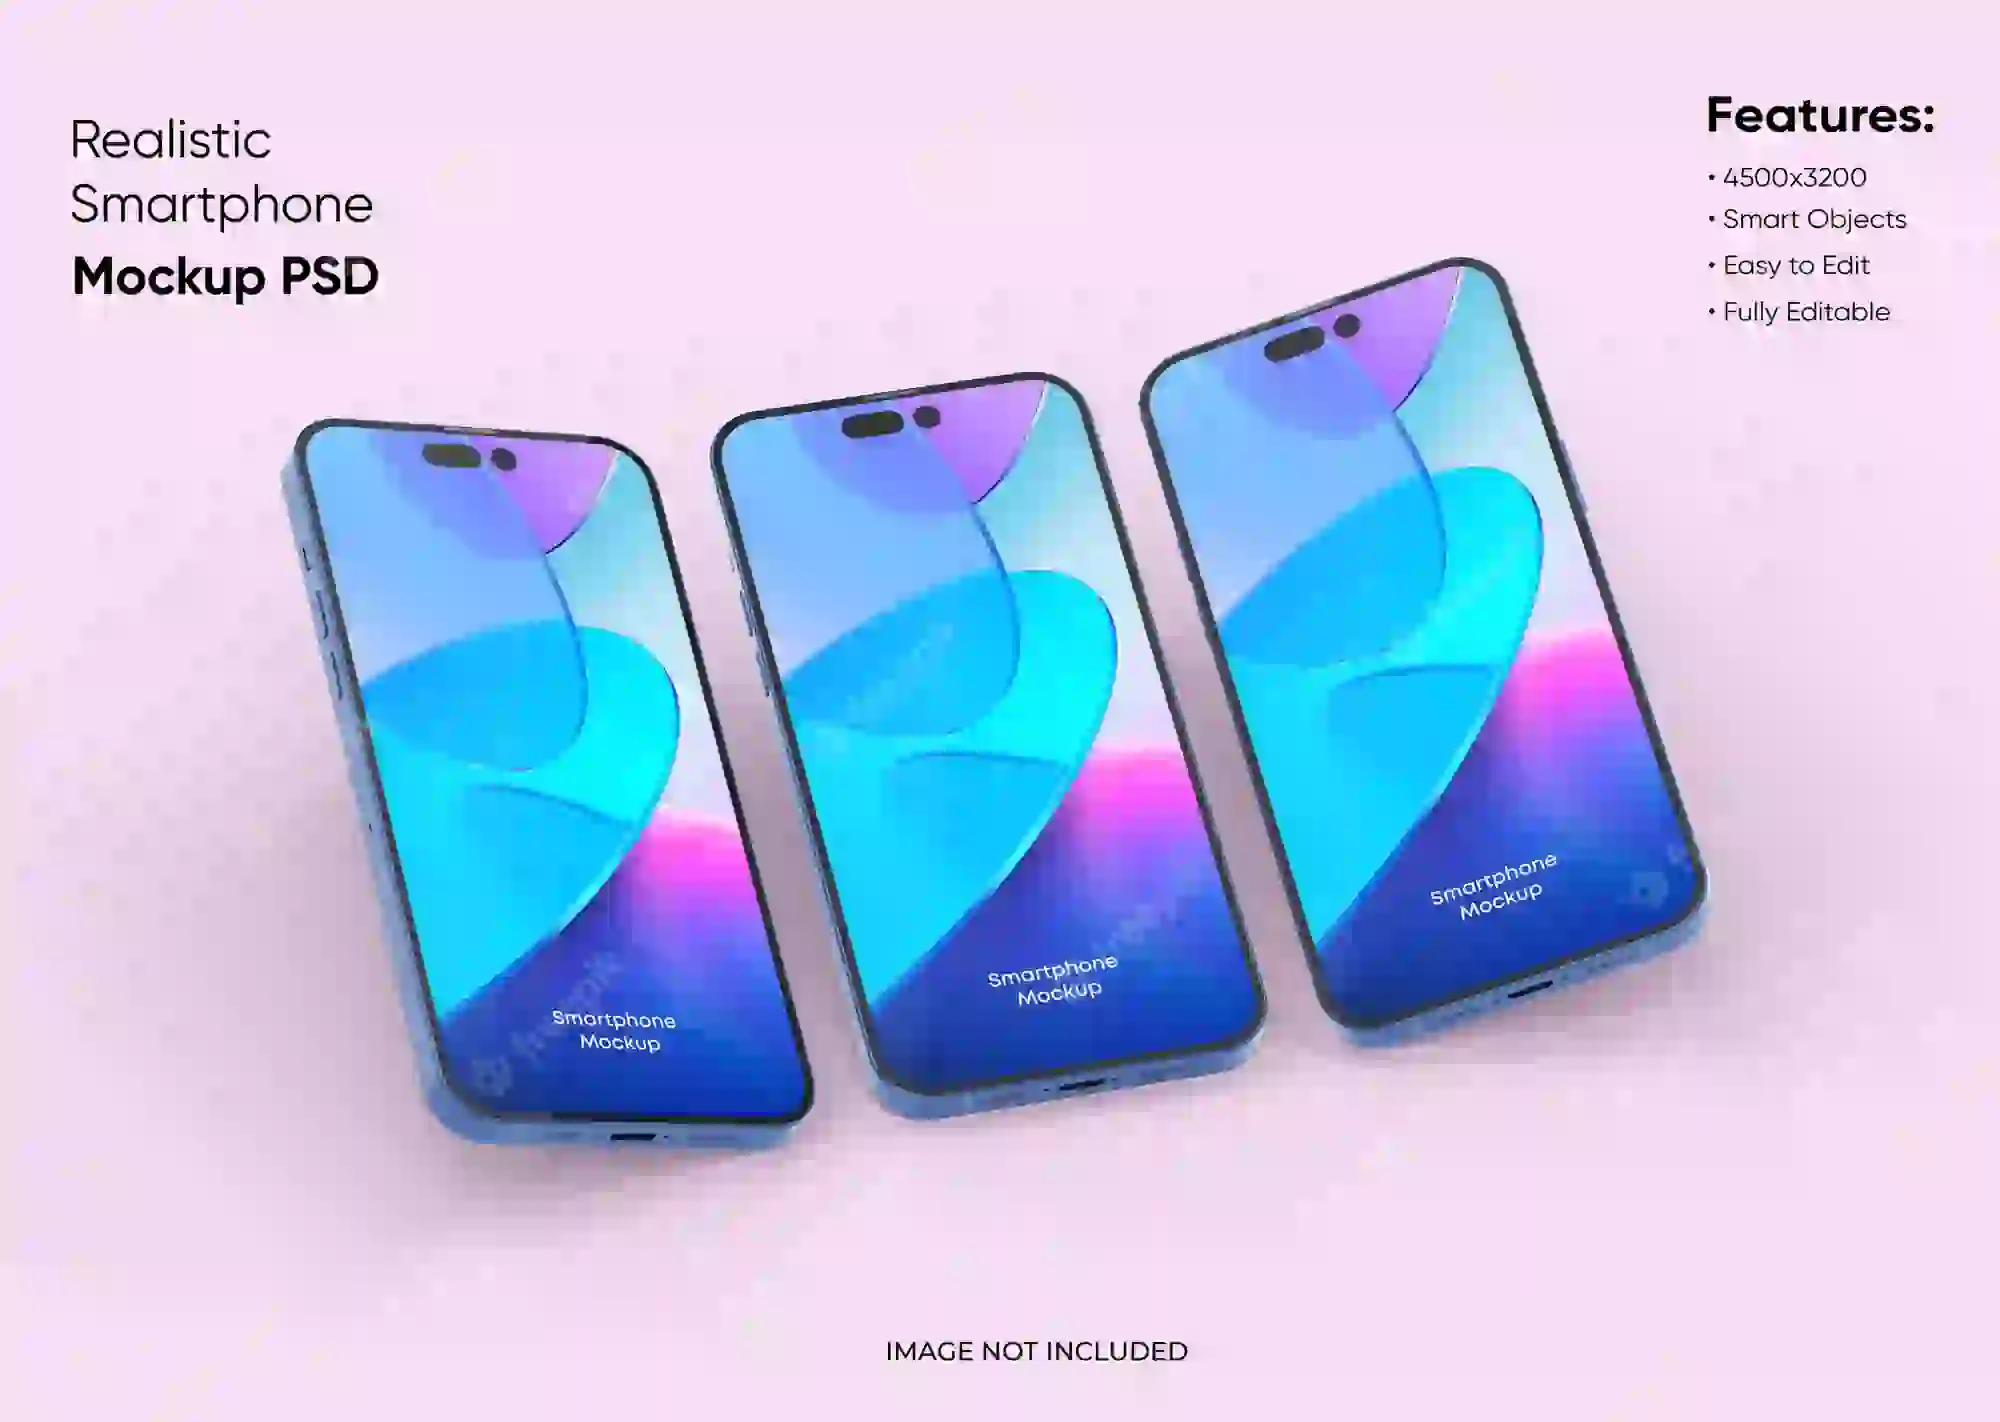 Realistic
Smartphone
Mockup PSD
Features:
• 4500x3200
• Smart Objects
• Easy to Edit
• Fully Editable
Smartphone
Mockup
Smartphone
Mockup
Smartphone
Mockup
freepik
IMAGE NOT INCLUDED